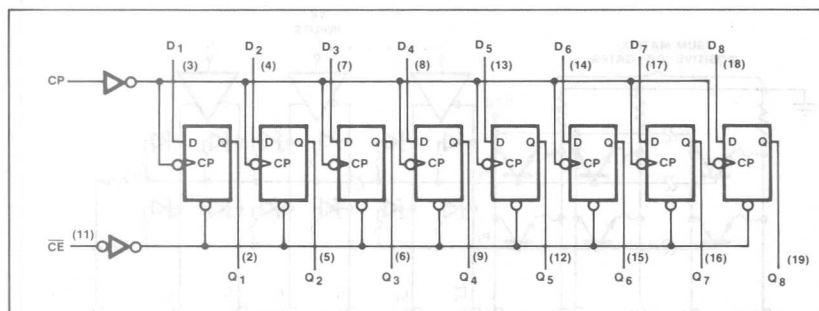 D1 D2 D3 D4 D5 D6 D7 D8
(3) (4) (7) (8) (13) (14) (17) (18)
CP
D Q D Q D Q D Q D Q D Q D Q D Q
CP CP CP CP CP CP CP CP
C̅E̅ (11)
(2) (5) (6) (9) (12) (15) (16) (19)
Q1 Q2 Q3 Q4 Q5 Q6 Q7 Q8